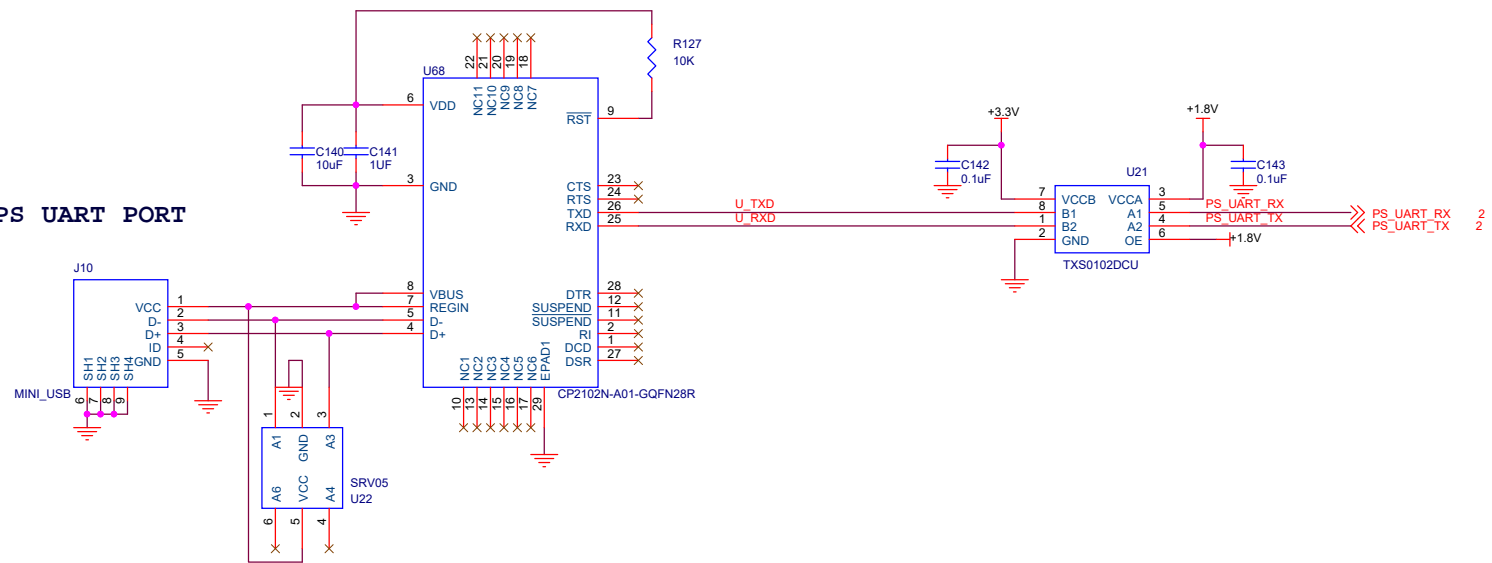 PS UART PORT
R127
10K
U68
22
21
20
19
18
NC11
NC10
NC9
NC8
NC7
6
VDD
RST
9
C140
10uF
C141
1UF
3
GND
CTS
23
RTS
24
TXD
26
RXD
25
U_TXD
U_RXD
+3.3V
+1.8V
C142
0.1uF
C143
0.1uF
U21
7
VCCB
VCCA
3
8
B1
A1
5
1
B2
A2
4
2
GND
OE
6
TXS0102DCU
PS_UART_RX
PS_UART_TX
+1.8V
PS_UART_RX 2
PS_UART_TX 2
J10
VCC
1
D-
2
D+
3
ID
4
GND
5
SH1
SH2
SH3
SH4
6
7
8
9
MINI_USB
8
VBUS
7
REGIN
5
D-
4
D+
DTR
28
SUSPEND
12
SUSPEND
11
RI
2
DCD
1
DSR
27
NC1
NC2
NC3
NC4
NC5
NC6
EPAD1
10
13
14
15
16
17
29
CP2102N-A01-GQFN28R
1
2
3
A1
GND
A3
A6
VCC
A4
6
5
4
SRV05
U22